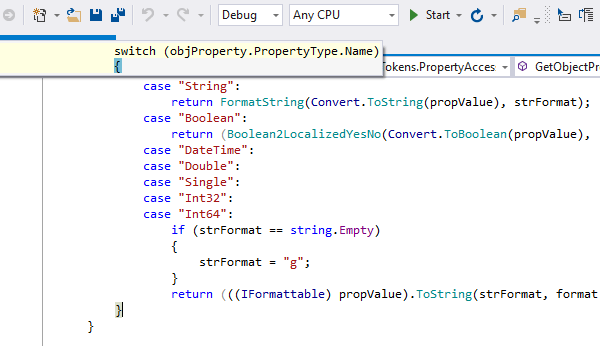 Debug Any CPU Start
switch (objProperty.PropertyType.Name)
{
Tokens.PropertyAcces GetObjectPro
case "String":
return FormatString(Convert.ToString(propValue), strFormat);
case "Boolean":
return (Boolean2LocalizedYesNo(Convert.ToBoolean(propValue),
case "DateTime":
case "Double":
case "Single":
case "Int32":
case "Int64":
if (strFormat == string.Empty)
{
strFormat = "g";
}
return (((IFormattable) propValue).ToString(strFormat, format
}
}